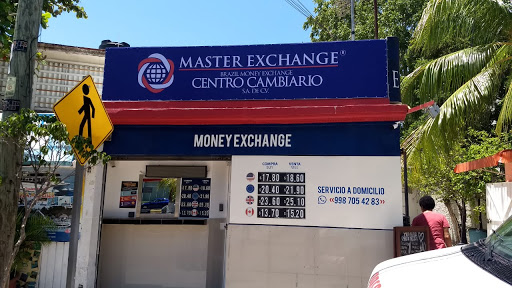 MASTER EXCHANGE®
BRAZIL MONEY EXCHANGE
CENTRO CAMBIARIO
S.A. DE C.V.
MONEY EXCHANGE
COMPRA VENTA
BUY
17.80 18.60
20.40 21.90
23.60 25.10
13.70 15.20
SERVICIO A DOMICILIO
998 705 42 83
E